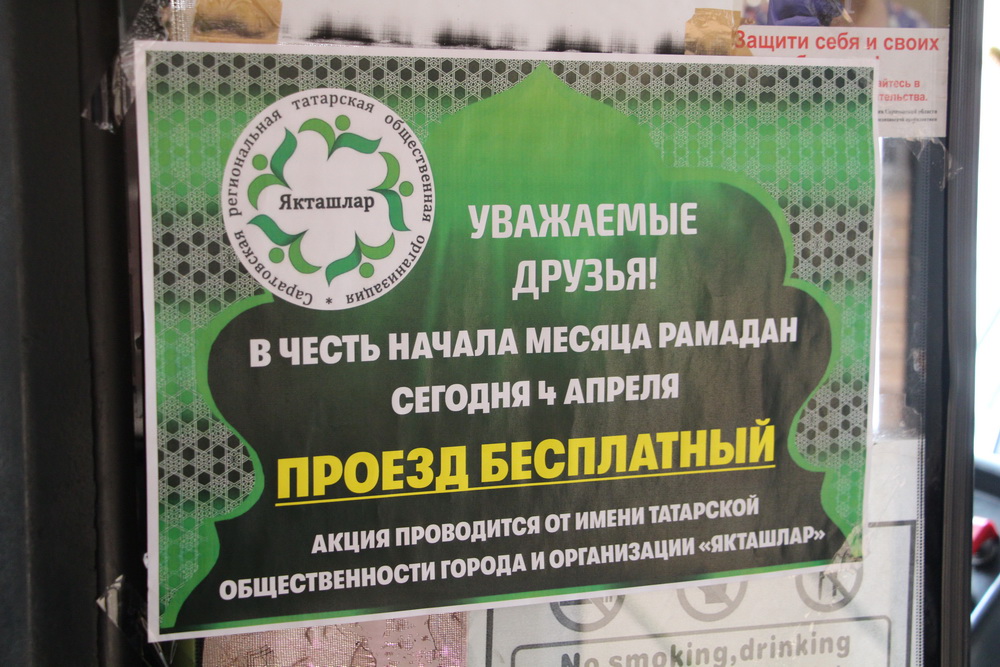 Защити себя и своих
Саратовская региональная татарская общественная организация *
Якташлар
УВАЖАЕМЫЕ
ДРУЗЬЯ!
В ЧЕСТЬ НАЧАЛА МЕСЯЦА РАМАДАН
СЕГОДНЯ 4 АПРЕЛЯ
ПРОЕЗД БЕСПЛАТНЫЙ
АКЦИЯ ПРОВОДИТСЯ ОТ ИМЕНИ ТАТАРСКОЙ
ОБЩЕСТВЕННОСТИ ГОРОДА И ОРГАНИЗАЦИИ «ЯКТАШЛАР»
No smoking, drinking